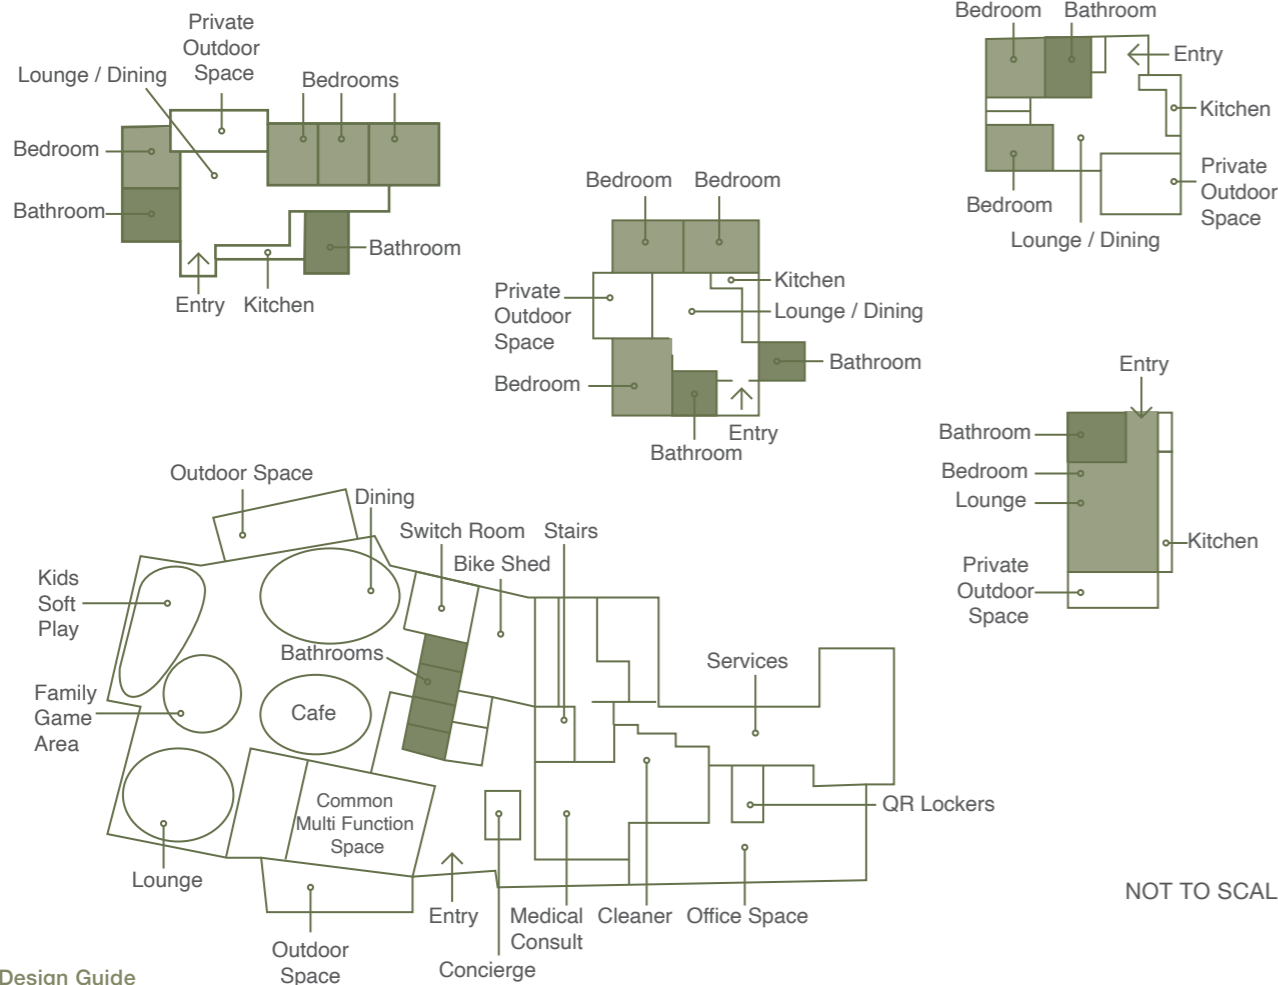 Private
Outdoor
Space
Lounge / Dining
Bedrooms
Bedroom
Bathroom
Bathroom
Entry
Kitchen
Bedroom
Bathroom
Entry
Kitchen
Private
Outdoor
Space
Bedroom
Lounge / Dining
Bedroom
Bedroom
Kitchen
Private
Outdoor
Space
Lounge / Dining
Bathroom
Bedroom
Entry
Bathroom
Entry
Bathroom
Bedroom
Lounge
Kitchen
Private
Outdoor
Space
Outdoor Space
Dining
Switch Room
Stairs
Bike Shed
Kids
Soft
Play
Bathrooms
Services
Family
Game
Area
Cafe
Common
Multi Function
Space
QR Lockers
Lounge
Entry
Medical
Consult
Cleaner
Office Space
Outdoor
Space
Concierge
NOT TO SCAL
Design Guide